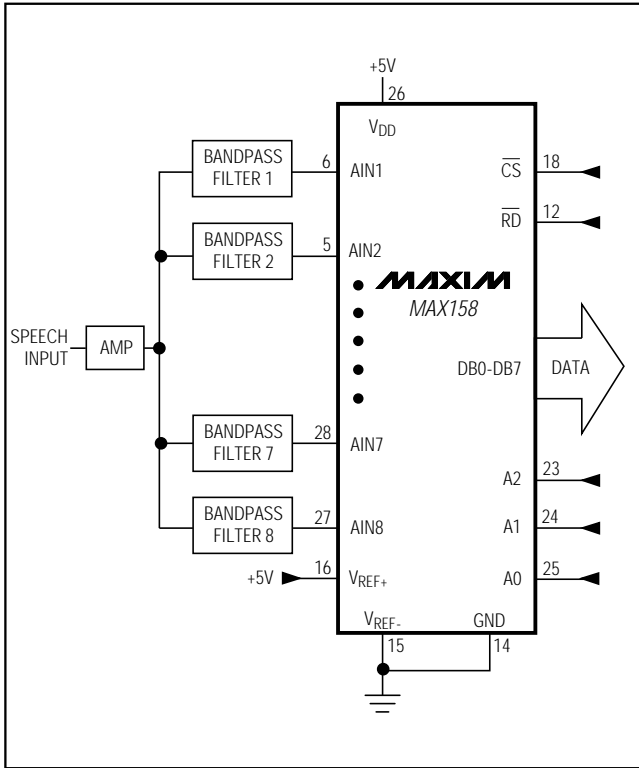 +5V
26
VDD
BANDPASS
FILTER 1
6
AIN1
CS
18
RD
12
BANDPASS
FILTER 2
5
AIN2
MAXIM
MAX158
SPEECH
INPUT
AMP
DB0-DB7
DATA
BANDPASS
FILTER 7
28
AIN7
A2
23
BANDPASS
FILTER 8
27
AIN8
A1
24
+5V
16
VREF+
A0
25
VREF-
GND
15
14